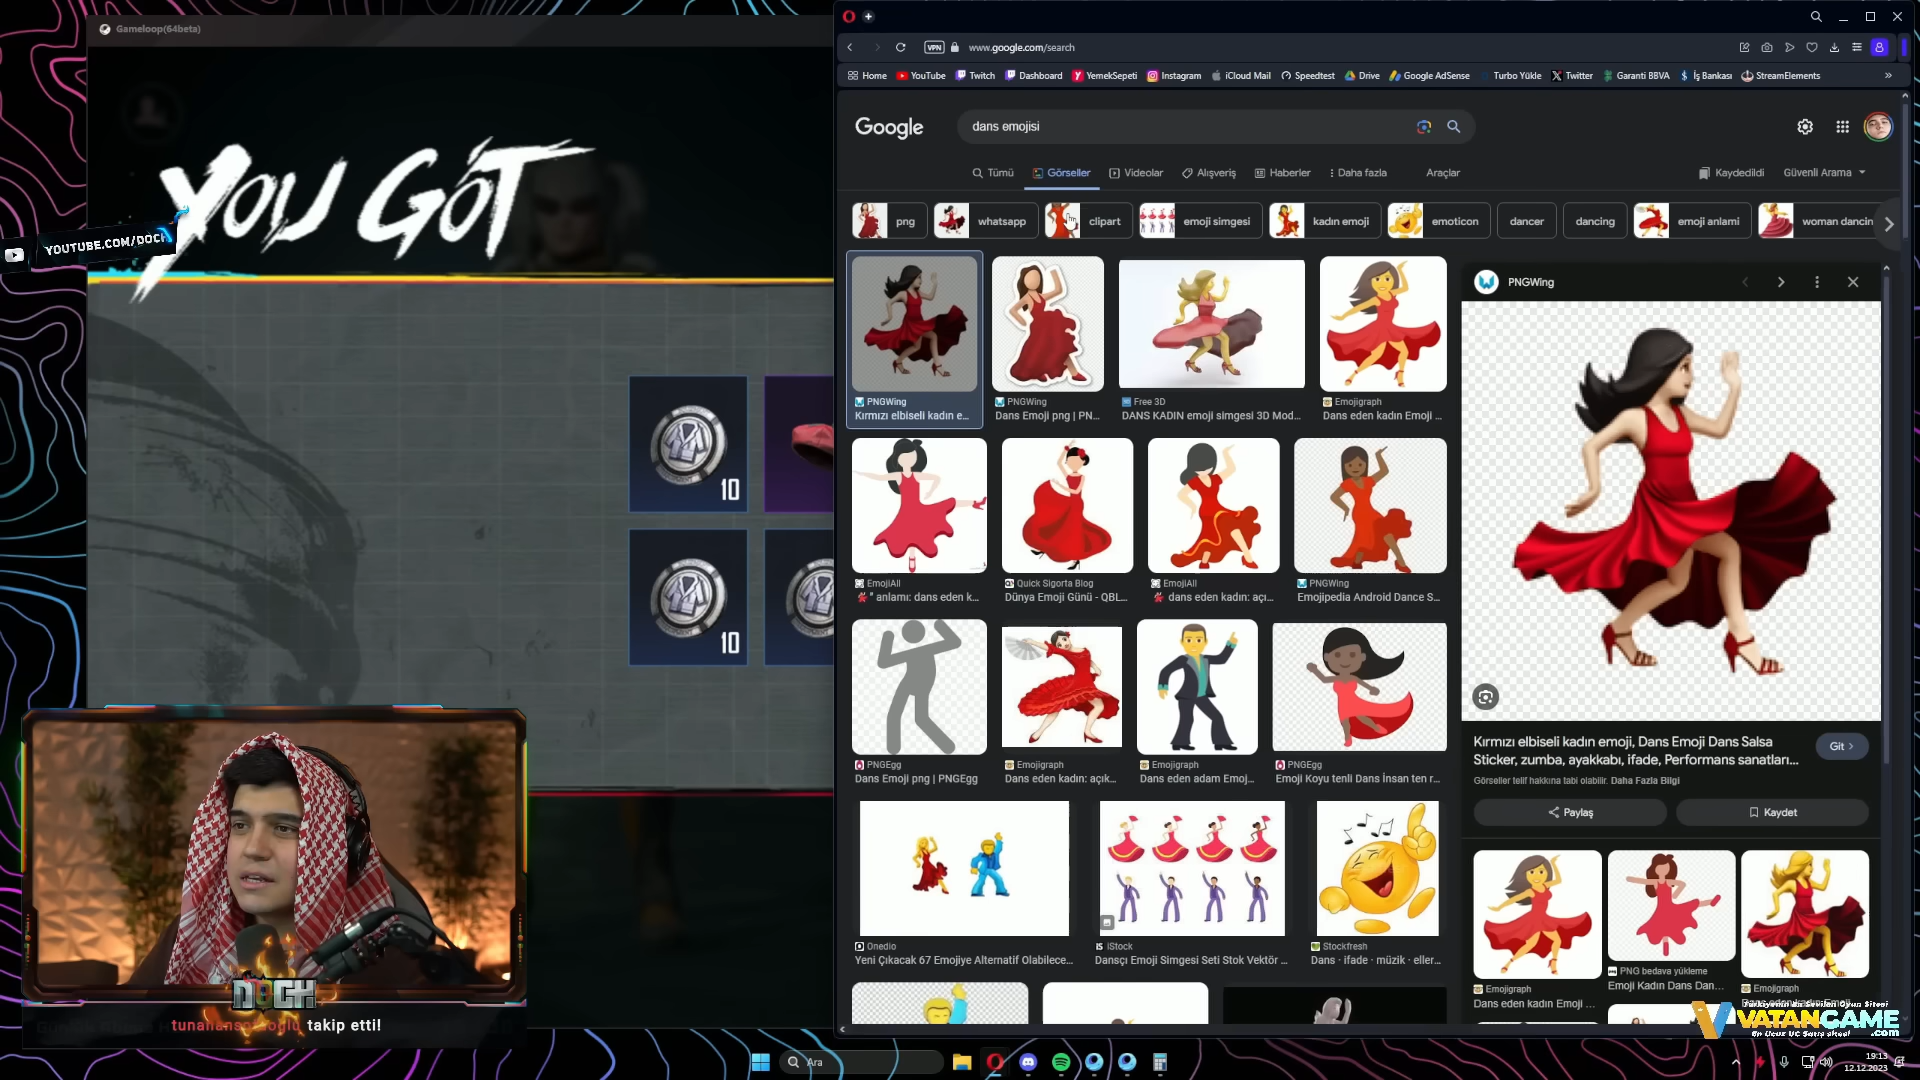 Gameloop(64beta)
YOU GOT
YOUTUBE.COM/DOCH
10
10
NOCH
takip etti!
VPN
www.google.com/search
Home
YouTube
Twitch
Dashboard
YemekSepeti
Instagram
iCloud Mail
Speedtest
Drive
Google AdSense
Turbo Yükle
Twitter
Garanti BBVA
İş Bankası
StreamElements
Google
dans emojisi
Tümü
Görseller
Videolar
Alışveriş
Haberler
Daha fazla
Araçlar
Kaydedildi
Güvenli Arama
png
whatsapp
clipart
emoji simgesi
kadın emoji
emoticon
dancer
dancing
emoji anlami
woman dancin
PNGWing
Kırmızı elbiseli kadın e...
PNGWing
Dans Emoji png | PN...
Free 3D
DANS KADIN emoji simgesi 3D Mod...
Emojigraph
Dans eden kadın Emoji ...
EmojiAll
" anlamı: dans eden k...
Quick Sigorta Blog
Dünya Emoji Günü - QBL...
EmojiAll
dans eden kadın: açı...
PNGWing
Emojipedia Android Dance S...
PNGEgg
Dans Emoji png | PNGEgg
Emojigraph
Dans eden kadın: açık...
Emojigraph
Dans eden adam Emoj...
PNGEgg
Emoji Koyu tenli Dans İnsan ten r...
Onedio
Yeni Çıkacak 67 Emojiye Alternatif Olabilece...
iStock
Dansçı Emoji Simgesi Seti Stok Vektör ...
Stockfresh
Dans · ifade · müzik · eller...
PNGWing
Kırmızı elbiseli kadın emoji, Dans Emoji Dans Salsa
Sticker, zumba, ayakkabı, ifade, Performans sanatları...
Git
Görseller telif hakkına tabi olabilir. Daha Fazla Bilgi
Paylaş
Kaydet
Emojigraph
Dans eden kadın Emoji ...
PNG bedava yükleme
Emoji Kadın Dans Dan...
Emojigraph
VATANGAME
.com
Ara
19:13
12.12.2023